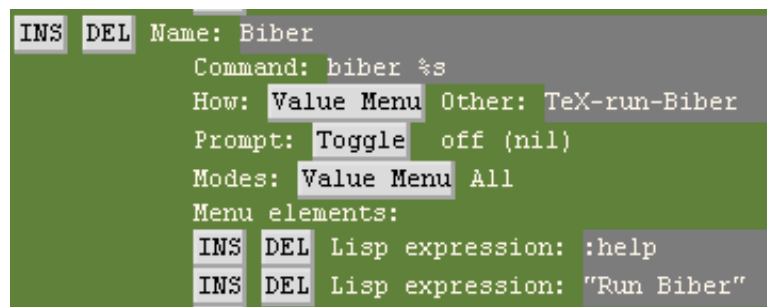 INS DEL Name: Biber
Command: biber %s
How: Value Menu Other: TeX-run-Biber
Prompt: Toggle off (nil)
Modes: Value Menu All
Menu elements:
INS DEL Lisp expression: :help
INS DEL Lisp expression: "Run Biber"